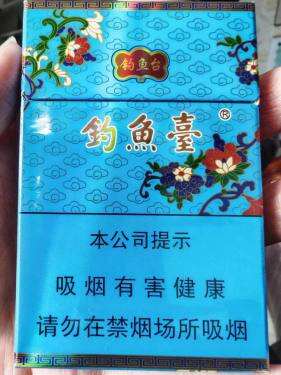 钓鱼台
钓魚臺®
本公司提示
吸烟有害健康
请勿在禁烟场所吸烟